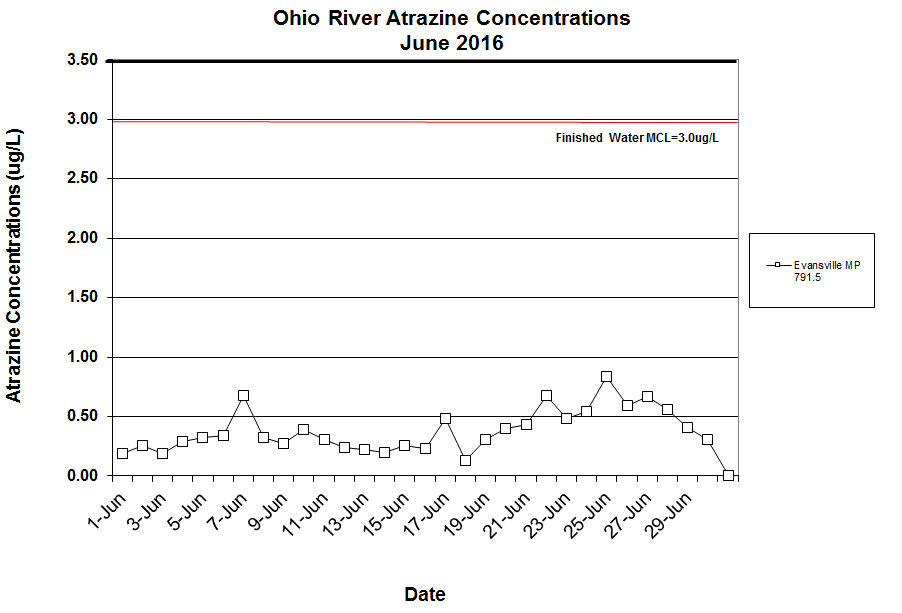 Ohio River Atrazine Concentrations
June 2016
Atrazine Concentrations (ug/L)
3.50
3.00
2.50
2.00
1.50
1.00
0.50
0.00
Finished Water MCL=3.0ug/L
Evansville MP
791.5
1-Jun
3-Jun
5-Jun
7-Jun
9-Jun
11-Jun
13-Jun
15-Jun
17-Jun
19-Jun
21-Jun
23-Jun
25-Jun
27-Jun
29-Jun
Date